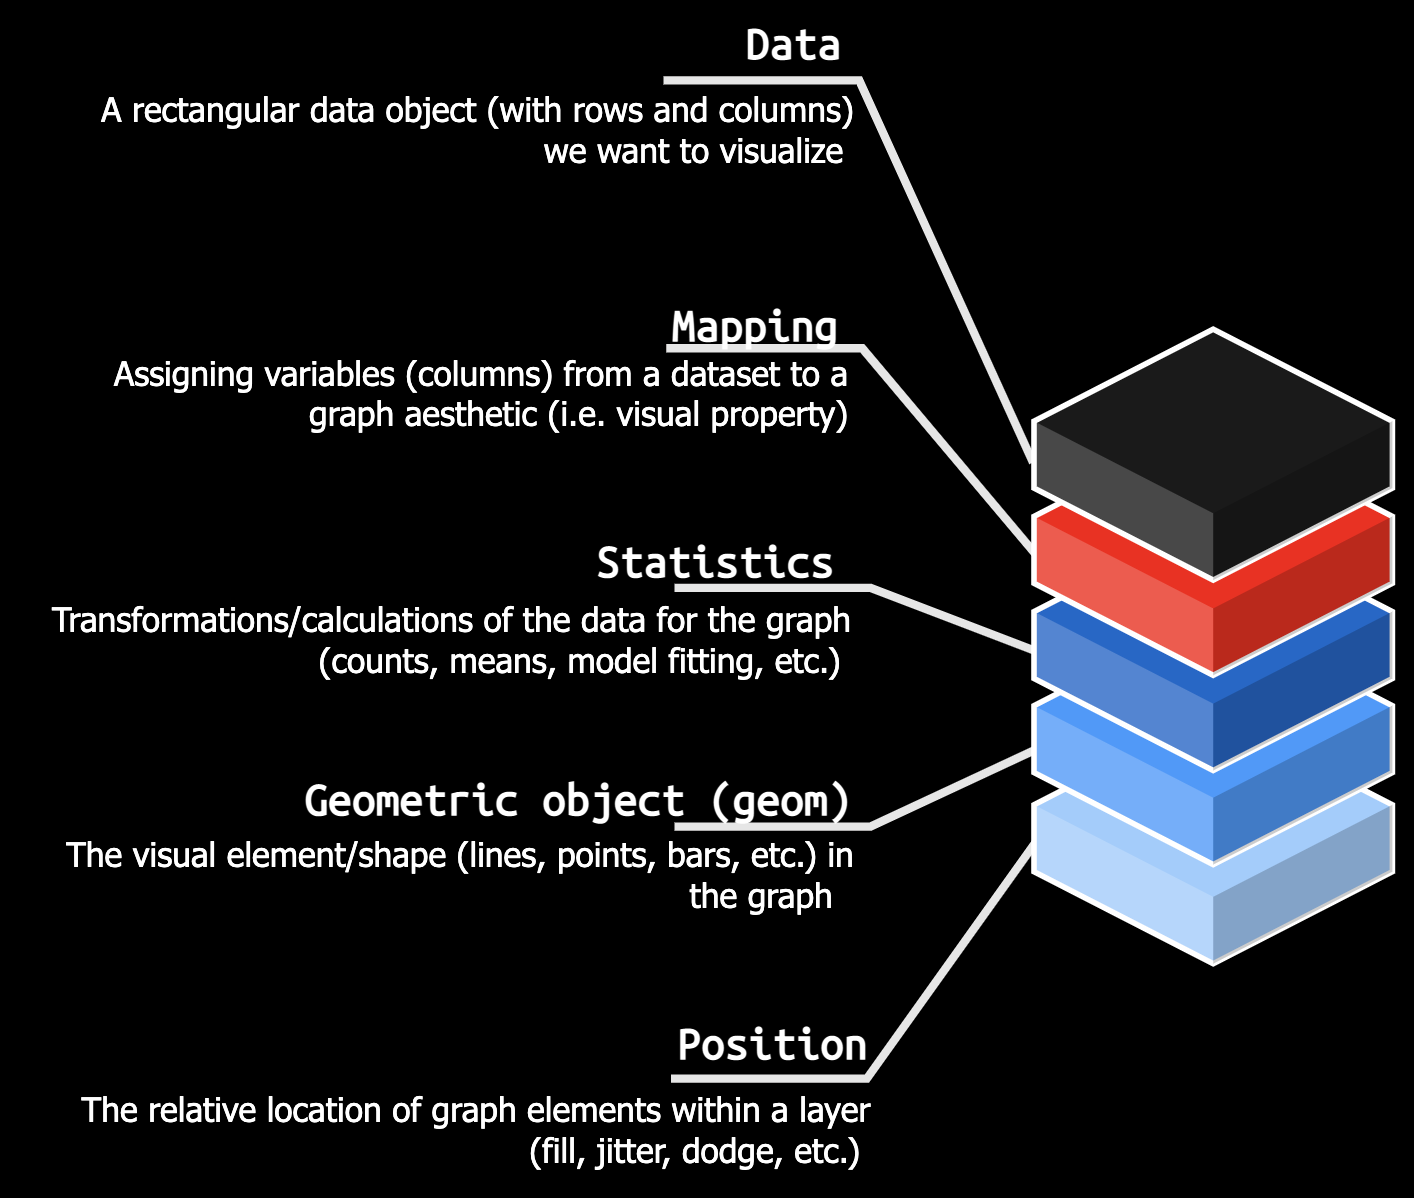 Data
A rectangular data object (with rows and columns)
we want to visualize
Mapping
Assigning variables (columns) from a dataset to a
graph aesthetic (i.e. visual property)
Statistics
Transformations/calculations of the data for the graph
(counts, means, model fitting, etc.)
Geometric object (geom)
The visual element/shape (lines, points, bars, etc.) in
the graph
Position
The relative location of graph elements within a layer
(fill, jitter, dodge, etc.)